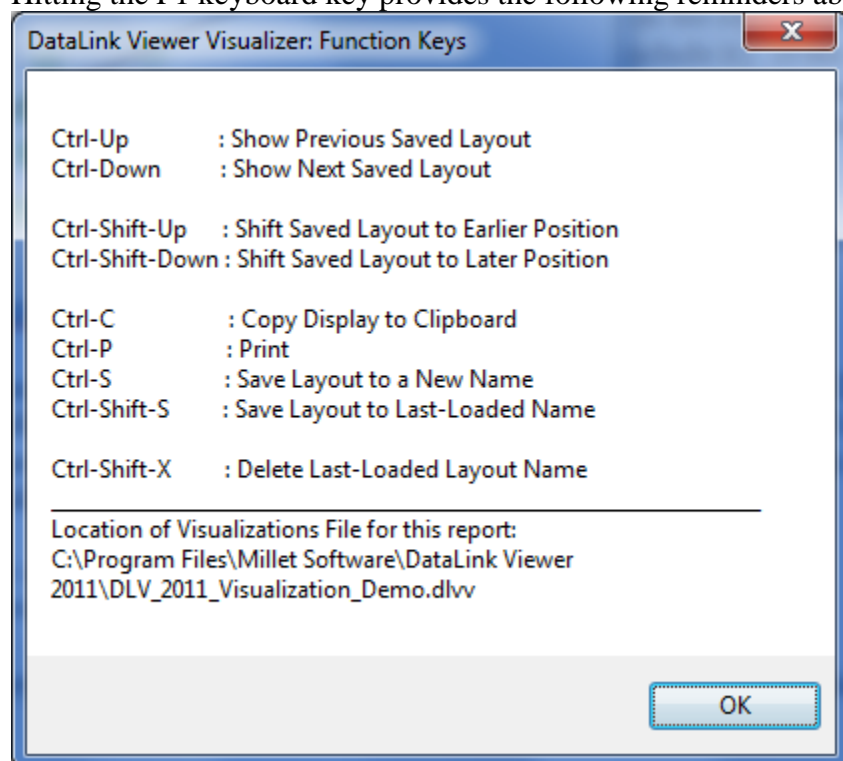 Hitting the F1 keyboard key provides the following reminders ab
DataLink Viewer Visualizer: Function Keys
Ctrl-Up : Show Previous Saved Layout
Ctrl-Down : Show Next Saved Layout
Ctrl-Shift-Up : Shift Saved Layout to Earlier Position
Ctrl-Shift-Down : Shift Saved Layout to Later Position
Ctrl-C : Copy Display to Clipboard
Ctrl-P : Print
Ctrl-S : Save Layout to a New Name
Ctrl-Shift-S : Save Layout to Last-Loaded Name
Ctrl-Shift-X : Delete Last-Loaded Layout Name
Location of Visualizations File for this report:
C:\Program Files\Millet Software\DataLink Viewer
2011\DLV_2011_Visualization_Demo.dlvv
OK